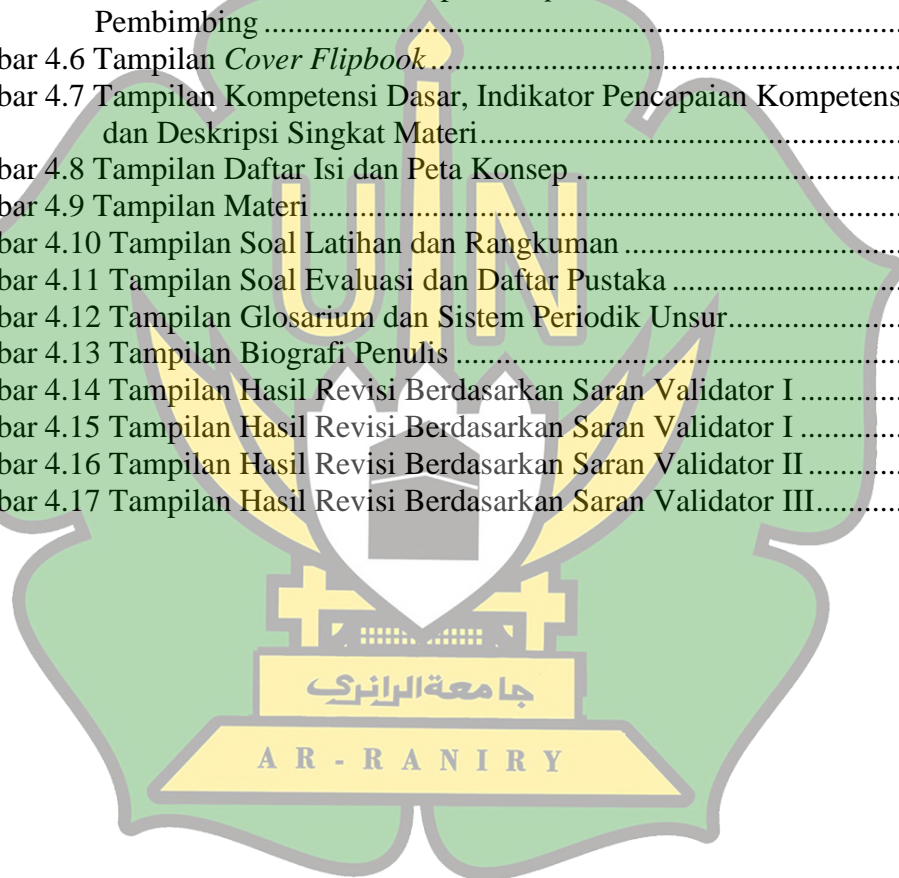 Pembimbing
bar 4.6 Tampilan Cover Flipbook
bar 4.7 Tampilan Kompetensi Dasar, Indikator Pencapaian Kompetens
dan Deskripsi Singkat Materi
bar 4.8 Tampilan Daftar Isi dan Peta Konsep
bar 4.9 Tampilan Materi
bar 4.10 Tampilan Soal Latihan dan Rangkuman
bar 4.11 Tampilan Soal Evaluasi dan Daftar Pustaka
bar 4.12 Tampilan Glosarium dan Sistem Periodik Unsur
bar 4.13 Tampilan Biografi Penulis
bar 4.14 Tampilan Hasil Revisi Berdasarkan Saran Validator I
bar 4.15 Tampilan Hasil Revisi Berdasarkan Saran Validator I
bar 4.16 Tampilan Hasil Revisi Berdasarkan Saran Validator II
bar 4.17 Tampilan Hasil Revisi Berdasarkan Saran Validator III
UIN
جامعة الرانري
AR-RANIRY